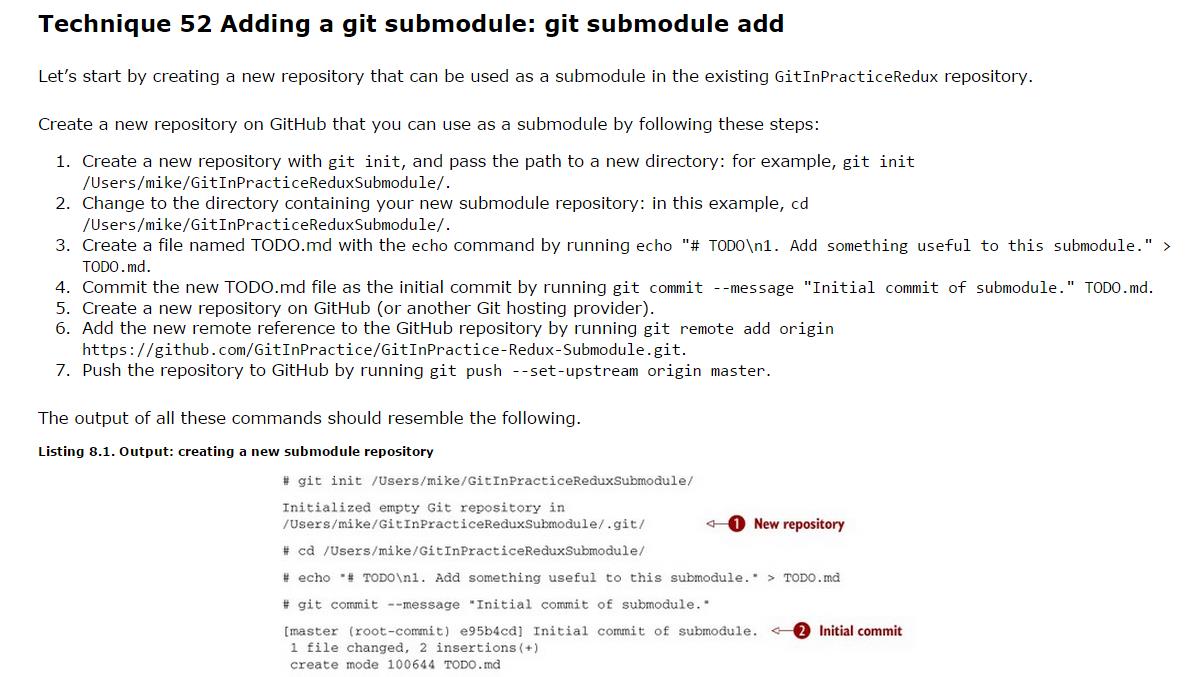 Technique 52 Adding a git submodule: git submodule add
Let’s start by creating a new repository that can be used as a submodule in the existing GitInPracticeRedux repository.
Create a new repository on GitHub that you can use as a submodule by following these steps:
1. Create a new repository with git init, and pass the path to a new directory: for example, git init
/Users/mike/GitInPracticeReduxSubmodule/.
2. Change to the directory containing your new submodule repository: in this example, cd
/Users/mike/GitInPracticeReduxSubmodule/.
3. Create a file named TODO.md with the echo command by running echo "# TODO\n1. Add something useful to this submodule." >
TODO.md.
4. Commit the new TODO.md file as the initial commit by running git commit --message "Initial commit of submodule." TODO.md.
5. Create a new repository on GitHub (or another Git hosting provider).
6. Add the new remote reference to the GitHub repository by running git remote add origin
https://github.com/GitInPractice/GitInPractice-Redux-Submodule.git.
7. Push the repository to GitHub by running git push --set-upstream origin master.
The output of all these commands should resemble the following.
Listing 8.1. Output: creating a new submodule repository
# git init /Users/mike/GitInPracticeReduxSubmodule/
Initialized empty Git repository in
/Users/mike/GitInPracticeReduxSubmodule/.git/ 1 New repository
# cd /Users/mike/GitInPracticeReduxSubmodule/
# echo "# TODO\n1. Add something useful to this submodule." > TODO.md
# git commit --message "Initial commit of submodule."
[master (root-commit) e95b4cd] Initial commit of submodule. 2 Initial commit
1 file changed, 2 insertions(+)
create mode 100644 TODO.md